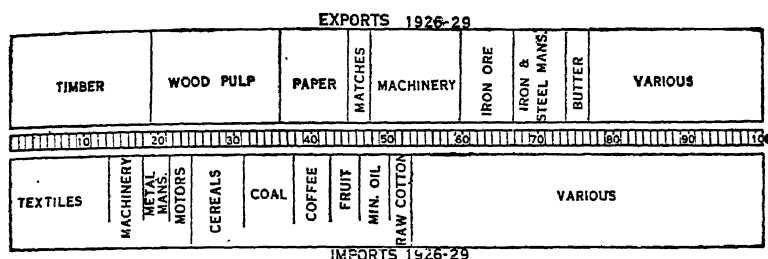 EXPORTS 1926-29
TIMBER
WOOD PULP
PAPER
MATCHES
MACHINERY
IRON ORE
IRON &
STEEL MANS.
BUTTER
VARIOUS
10 20 30 40 50 60 70 80 90 100
TEXTILES
MACHINERY
METAL
MANS.
MOTORS
CEREALS
COAL
COFFEE
FRUIT
MIN. OIL
RAW COTTON
VARIOUS
IMPORTS 1926-29